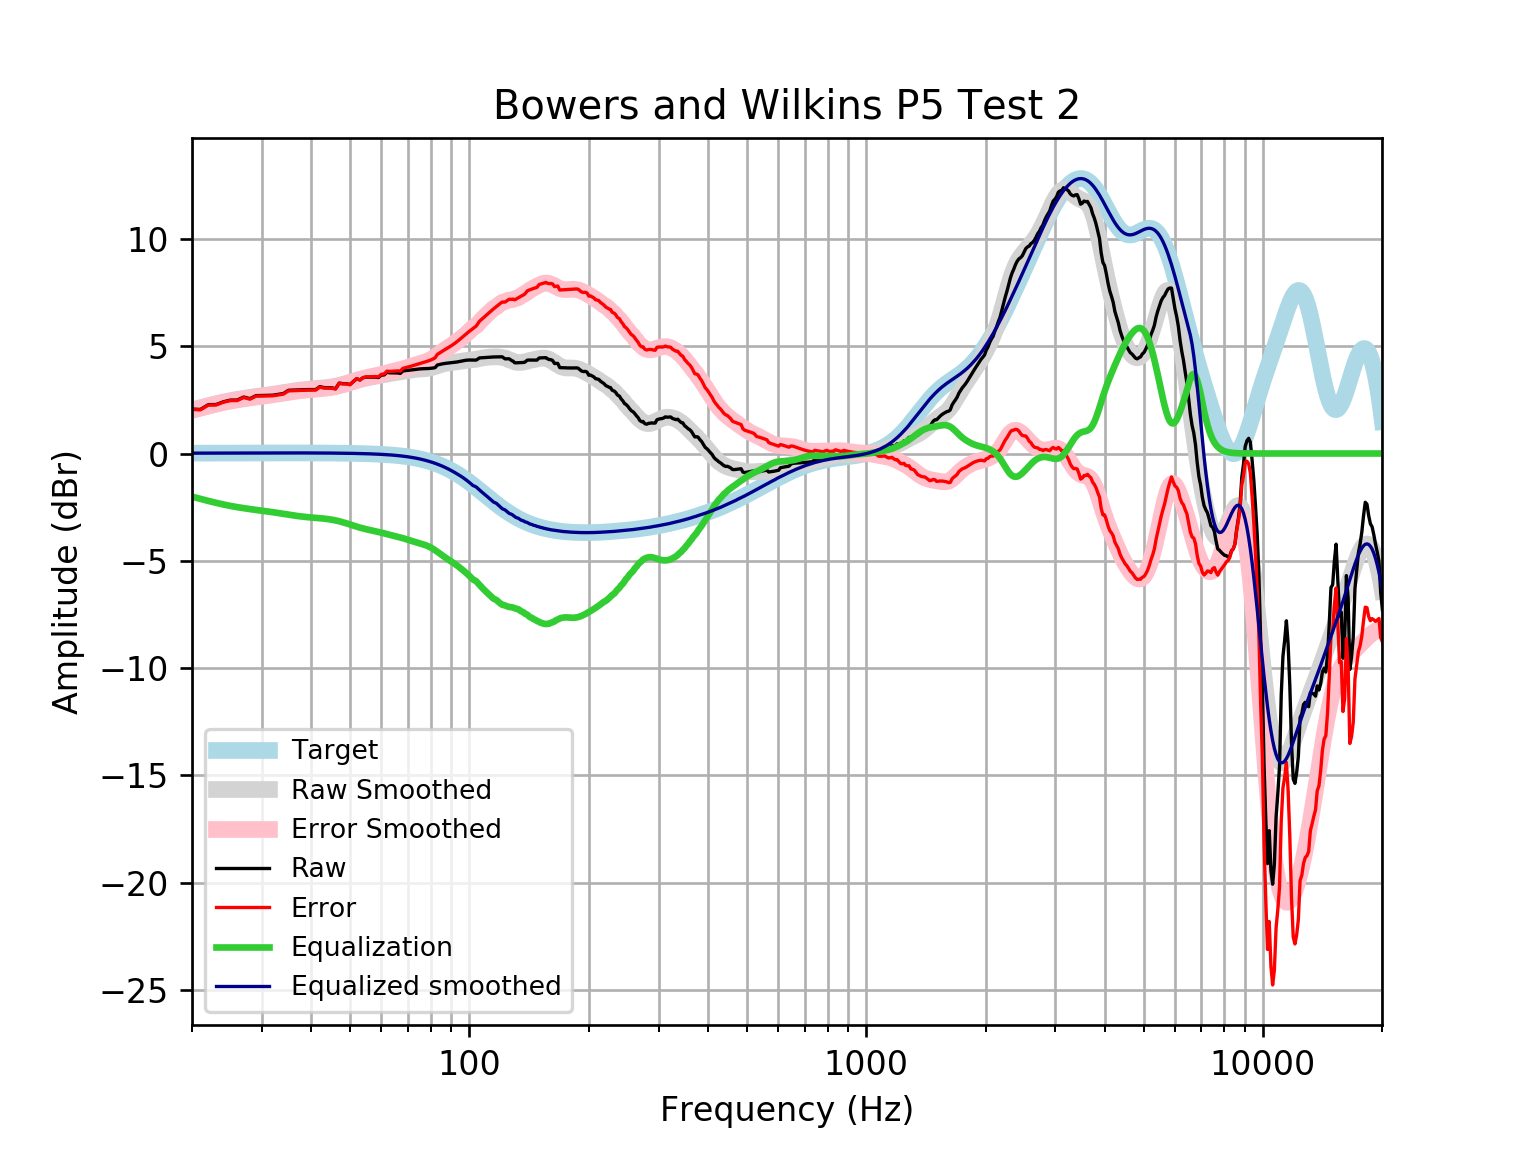 Bowers and Wilkins P5 Test 2
10
5
0
−5
−10
−15
−20
−25
Amplitude (dBr)
Target
Raw Smoothed
Error Smoothed
Raw
Error
Equalization
Equalized smoothed
100 1000 10000
Frequency (Hz)